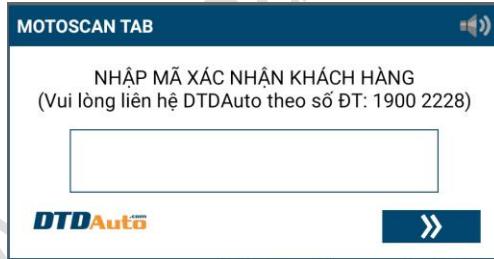 MOTOSCAN TAB
NHẬP MÃ XÁC NHẬN KHÁCH HÀNG
(Vui lòng liên hệ DTDAuto theo số ĐT: 1900 2228)
DTDAuto.com